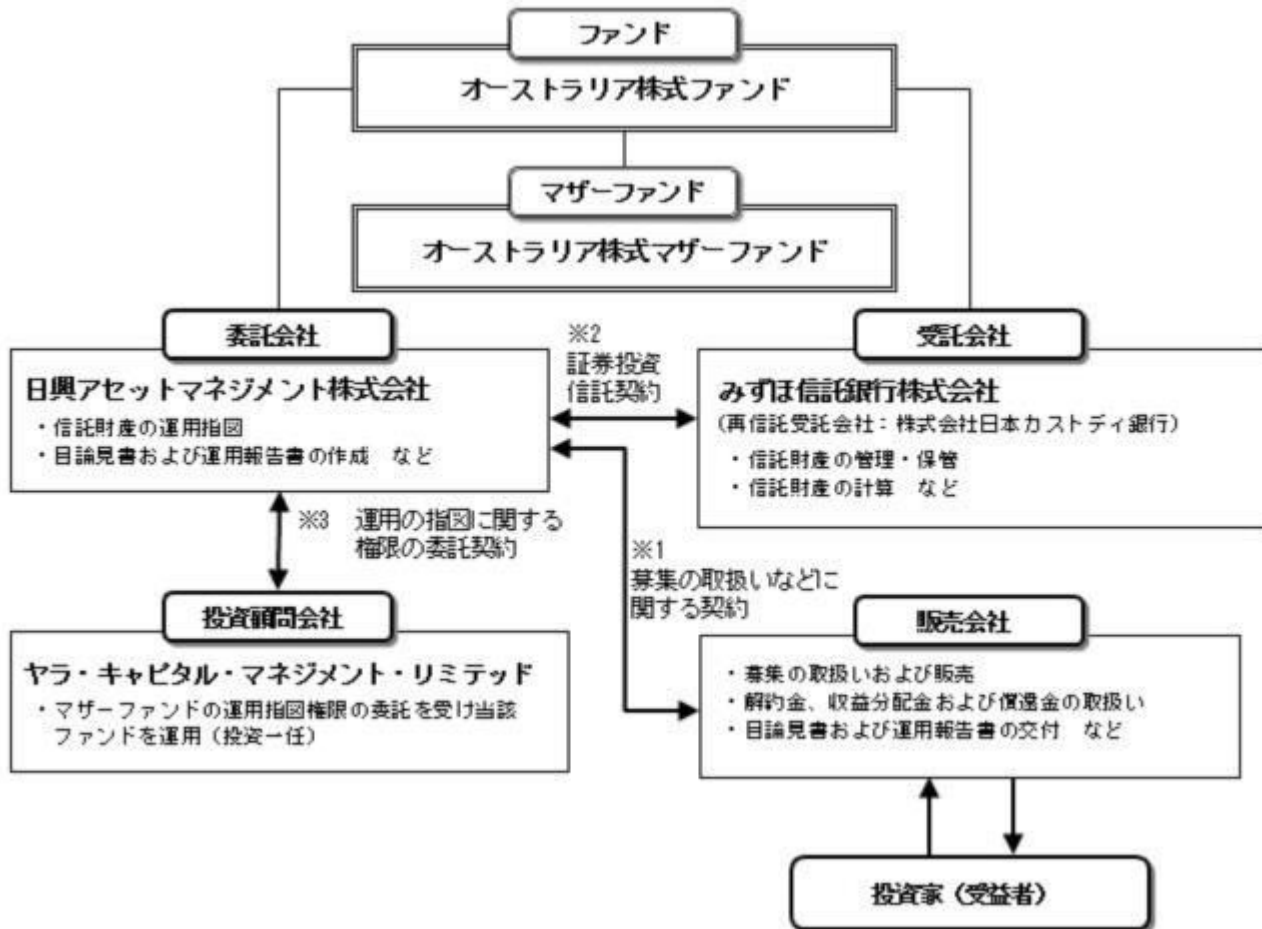 ファンド
オーストラリア株式ファンド
マザーファンド
オーストラリア株式マザーファンド
委託会社
日興アセットマネジメント株式会社
・信託財産の運用指図
・目論見書および運用報告書の作成　など
※2
証券投資
信託契約
受託会社
みずほ信託銀行株式会社
（再信託受託会社：株式会社日本カストディ銀行）
・信託財産の管理・保管
・信託財産の計算　など
※3　運用の指図に関する
権限の委託契約
※1
募集の取扱いなどに
関する契約
投資顧問会社
ヤラ・キャピタル・マネジメント・リミテッド
・マザーファンドの運用指図権限の委託を受け当該
ファンドを運用（投資一任）
販売会社
・募集の取扱いおよび販売
・解約金、収益分配金および償還金の取扱い
・目論見書および運用報告書の交付　など
投資家（受益者）